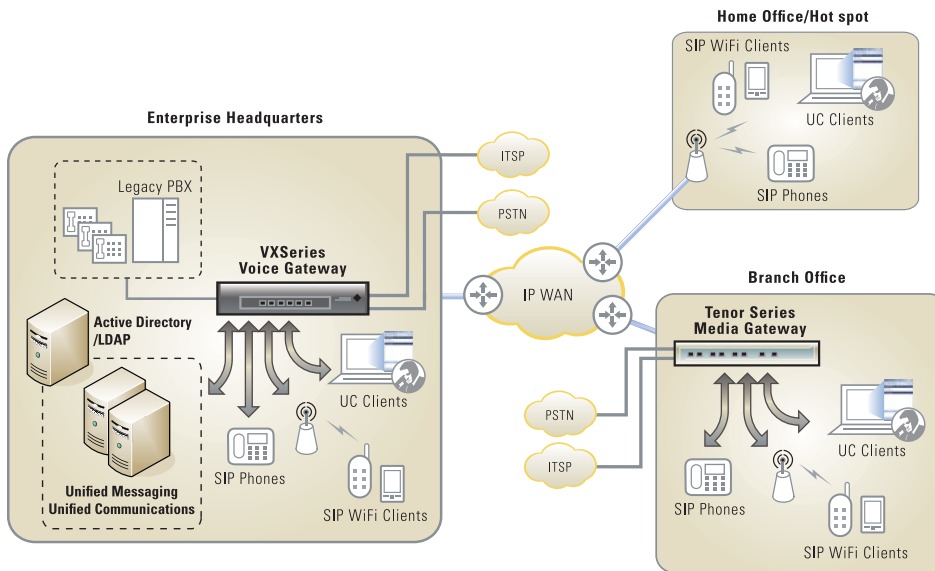 Home Office/Hot spot
SIP WiFi Clients
UC Clients
SIP Phones
Enterprise Headquarters
Legacy PBX
VXSeries
Voice Gateway
Active Directory
/LDAP
UC Clients
SIP Phones
SIP WiFi Clients
Unified Messaging
Unified Communications
ITSP
PSTN
IP WAN
Branch Office
Tenor Series
Media Gateway
PSTN
ITSP
UC Clients
SIP Phones
SIP WiFi Clients